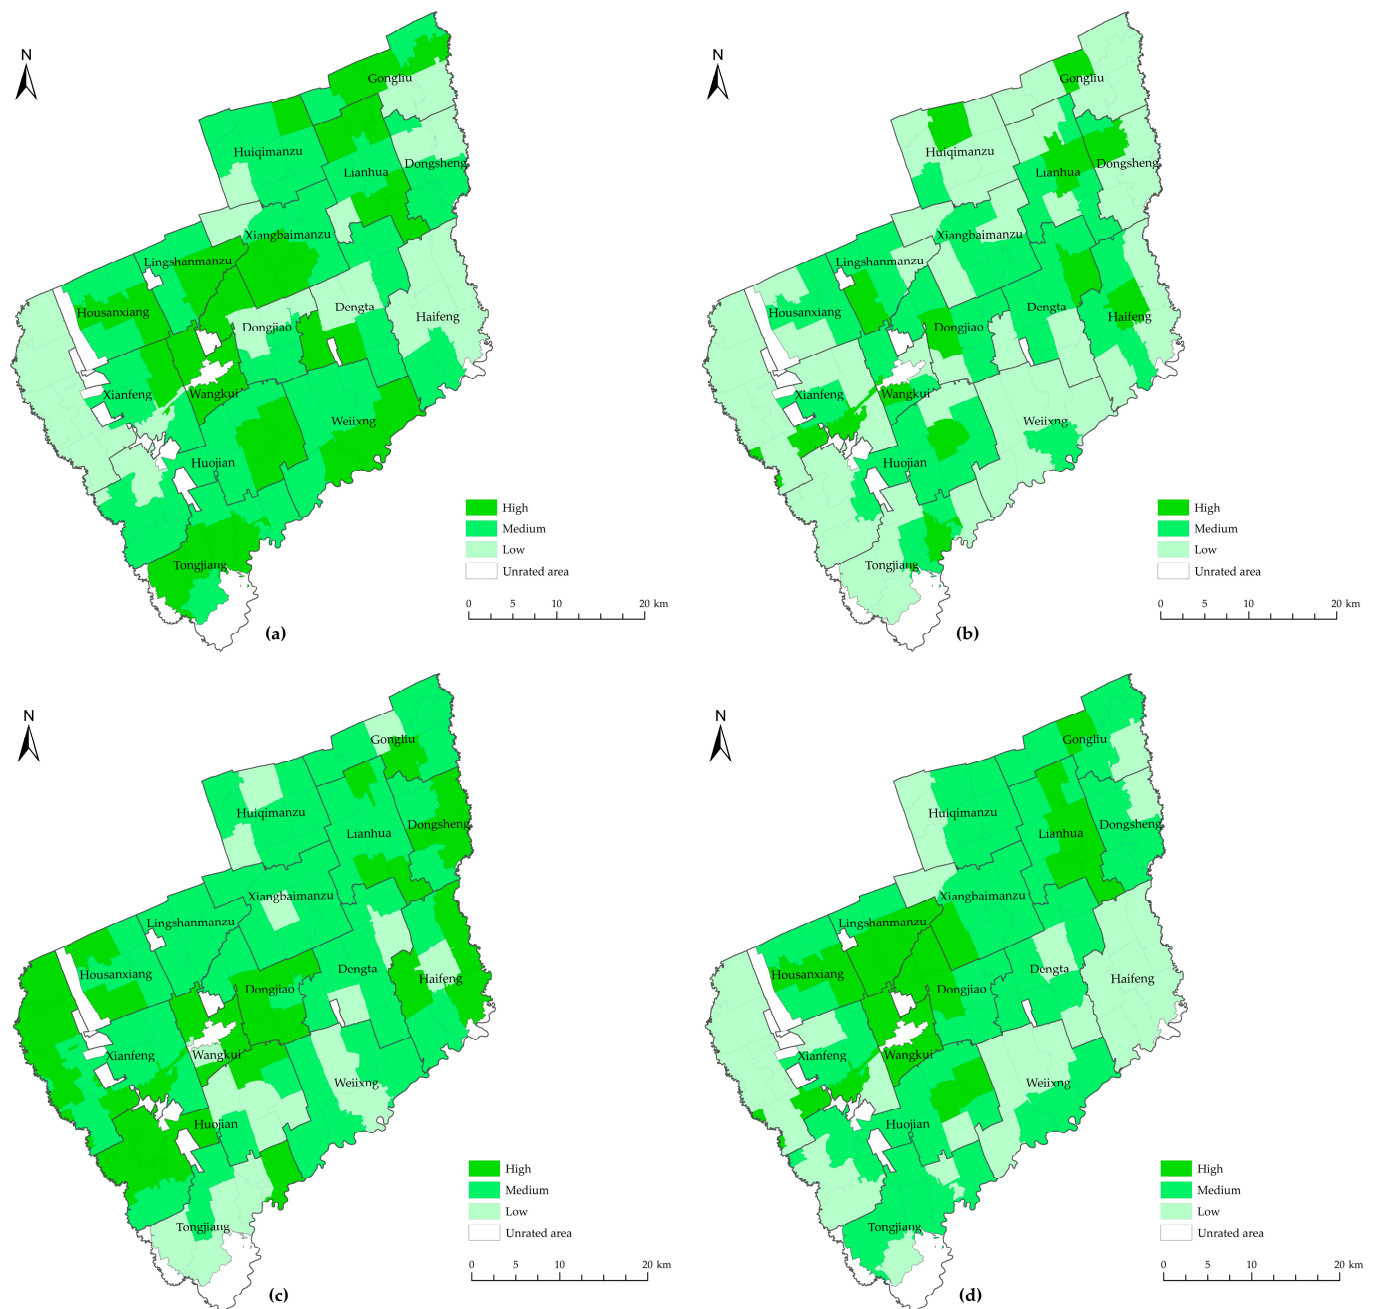 N
Gongliu
Huiqimanzu
Lianhua
Dongsheng
Xiangbaimanzu
Lingshanmanzu
Housanxiang
Dengta
Dongjiao
Haifeng
Xianfeng
Wangkui
Weiixng
Huojian
Tongjiang
High
Medium
Low
Unrated area
0 5 10 20 km
(a)
N
Gongliu
Huiqimanzu
Lianhua
Dongsheng
Xiangbaimanzu
Lingshanmanzu
Housanxiang
Dengta
Dongjiao
Haifeng
Xianfeng
Wangkui
Weiixng
Huojian
Tongjiang
High
Medium
Low
Unrated area
0 5 10 20 km
(b)
N
Gongliu
Huiqimanzu
Lianhua
Dongsheng
Xiangbaimanzu
Lingshanmanzu
Housanxiang
Dengta
Dongjiao
Haifeng
Xianfeng
Wangkui
Weiixng
Huojian
Tongjiang
High
Medium
Low
Unrated area
0 5 10 20 km
(c)
N
Gongliu
Huiqimanzu
Lianhua
Dongsheng
Xiangbaimanzu
Lingshanmanzu
Housanxiang
Dengta
Dongjiao
Haifeng
Xianfeng
Wangkui
Weiixng
Huojian
Tongjiang
High
Medium
Low
Unrated area
0 5 10 20 km
(d)